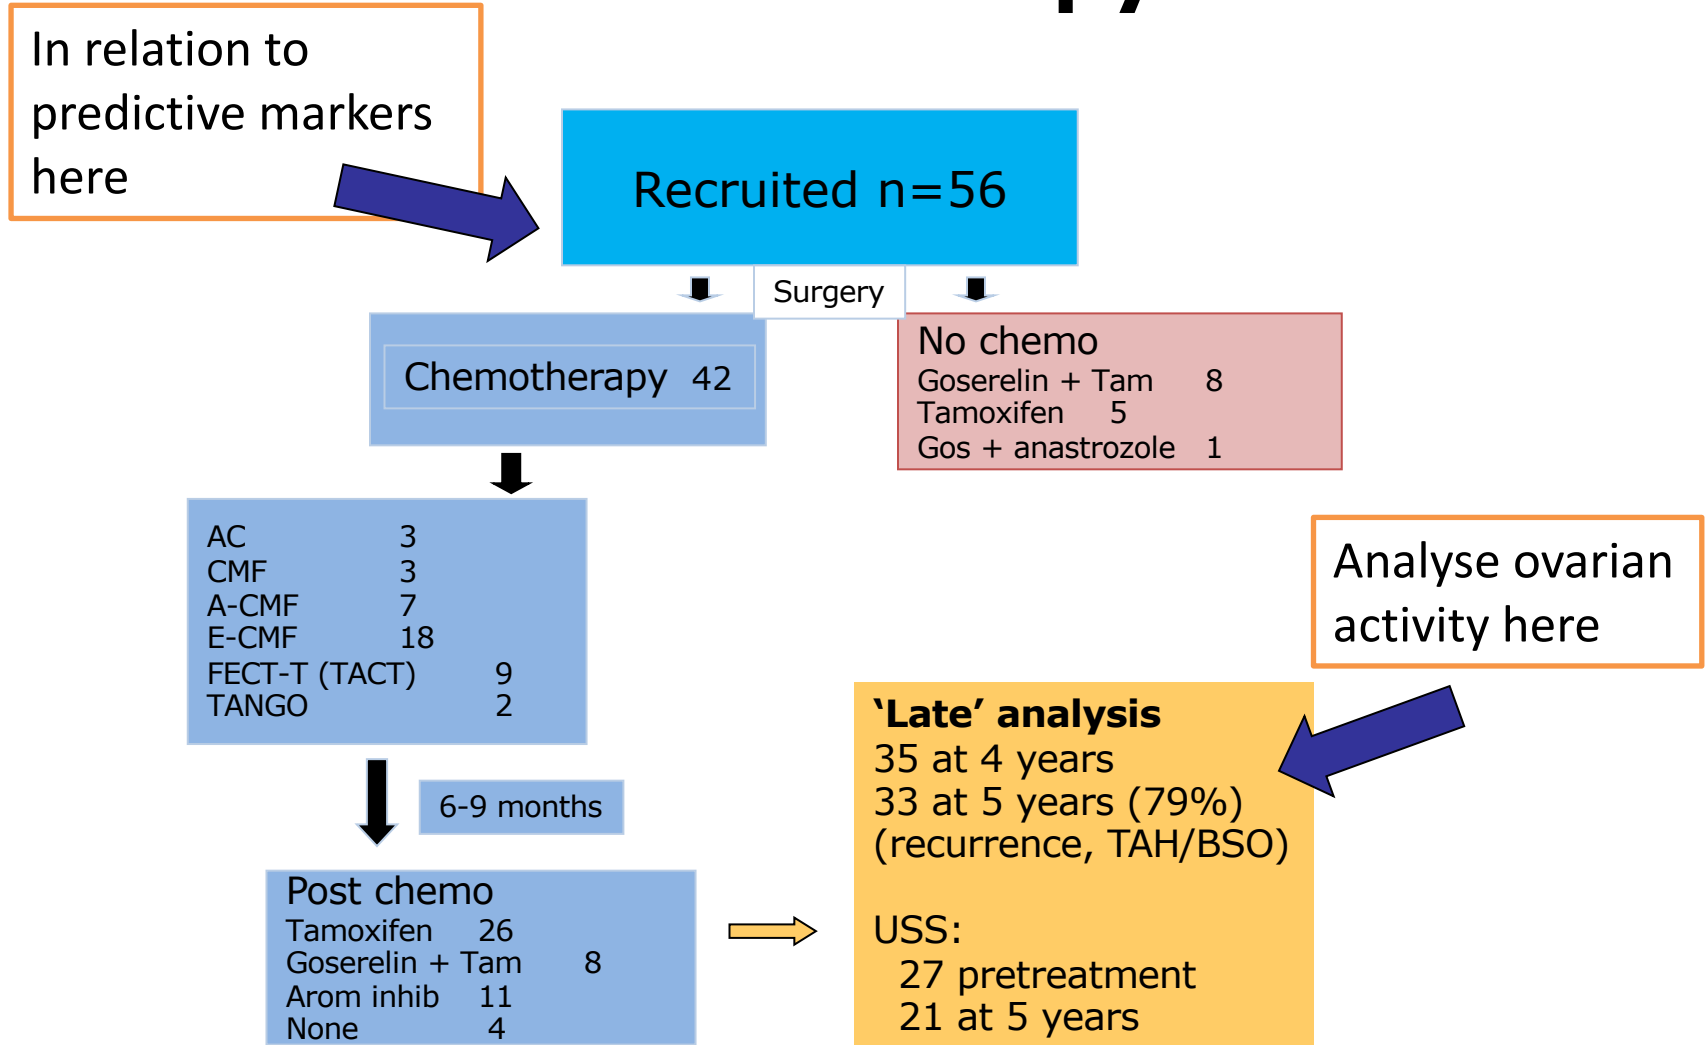 In relation to
predictive markers
here
Recruited n=56
Surgery
Chemotherapy 42
No chemo
Goserelin + Tam 8
Tamoxifen 5
Gos + anastrozole 1
AC 3
CMF 3
A-CMF 7
E-CMF 18
FECT-T (TACT) 9
TANGO 2
Analyse ovarian
activity here
6-9 months
Post chemo
Tamoxifen 26
Goserelin + Tam 8
Arom inhib 11
None 4
‘Late’ analysis
35 at 4 years
33 at 5 years (79%)
(recurrence, TAH/BSO)
USS:
27 pretreatment
21 at 5 years